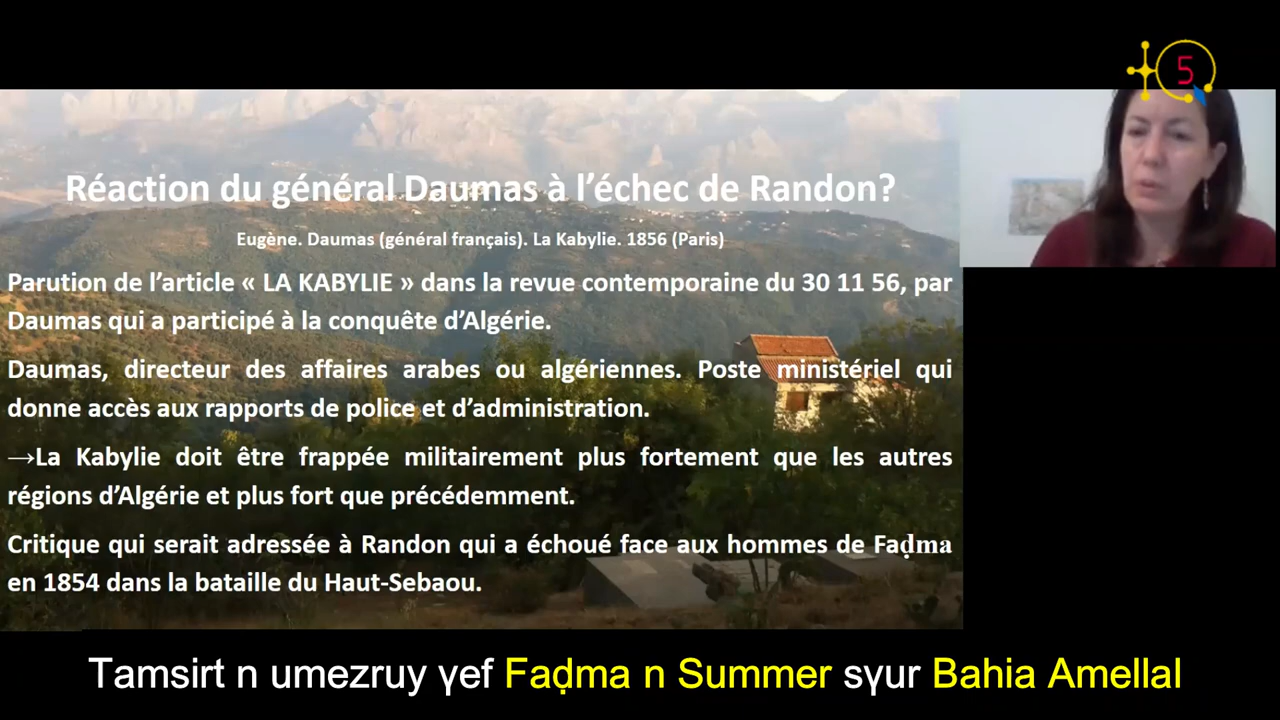 5
Réaction du général Daumas à l’échec de Randon?
Eugène. Daumas (général français). La Kabylie. 1856 (Paris)
Parution de l’article « LA KABYLIE » dans la revue contemporaine du 30 11 56, par
Daumas qui a participé à la conquête d’Algérie.
Daumas, directeur des affaires arabes ou algériennes. Poste ministériel qui
donne accès aux rapports de police et d’administration.
→La Kabylie doit être frappée militairement plus fortement que les autres
régions d’Algérie et plus fort que précédemment.
Critique qui serait adressée à Randon qui a échoué face aux hommes de Faḍma
en 1854 dans la bataille du Haut-Sebaou.
Tamsirt n umezruy γef Faḍma n Summer sγur Bahia Amellal